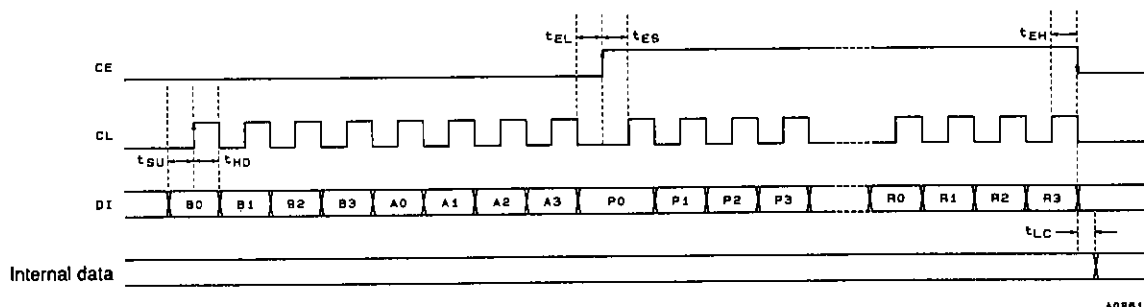 tEL tES tEH
CE
CL
tSU tHD
DI B0 B1 B2 B3 A0 A1 A2 A3 P0 P1 P2 P3 R0 R1 R2 R3
tLC
Internal data
A0861